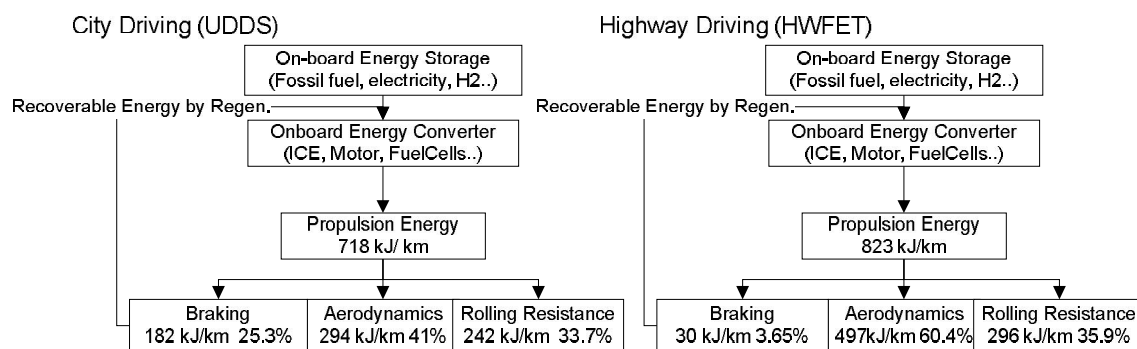 City Driving (UDDS)
On-board Energy Storage
(Fossil fuel, electricity, H2..)
Recoverable Energy by Regen.
Onboard Energy Converter
(ICE, Motor, FuelCells..)
Propulsion Energy
718 kJ/ km
Braking
182 kJ/km 25.3%
Aerodynamics
294 kJ/km 41%
Rolling Resistance
242 kJ/km 33.7%
Highway Driving (HWFET)
On-board Energy Storage
(Fossil fuel, electricity, H2..)
Recoverable Energy by Regen.
Onboard Energy Converter
(ICE, Motor, FuelCells..)
Propulsion Energy
823 kJ/km
Braking
30 kJ/km 3.65%
Aerodynamics
497kJ/km 60.4%
Rolling Resistance
296 kJ/km 35.9%